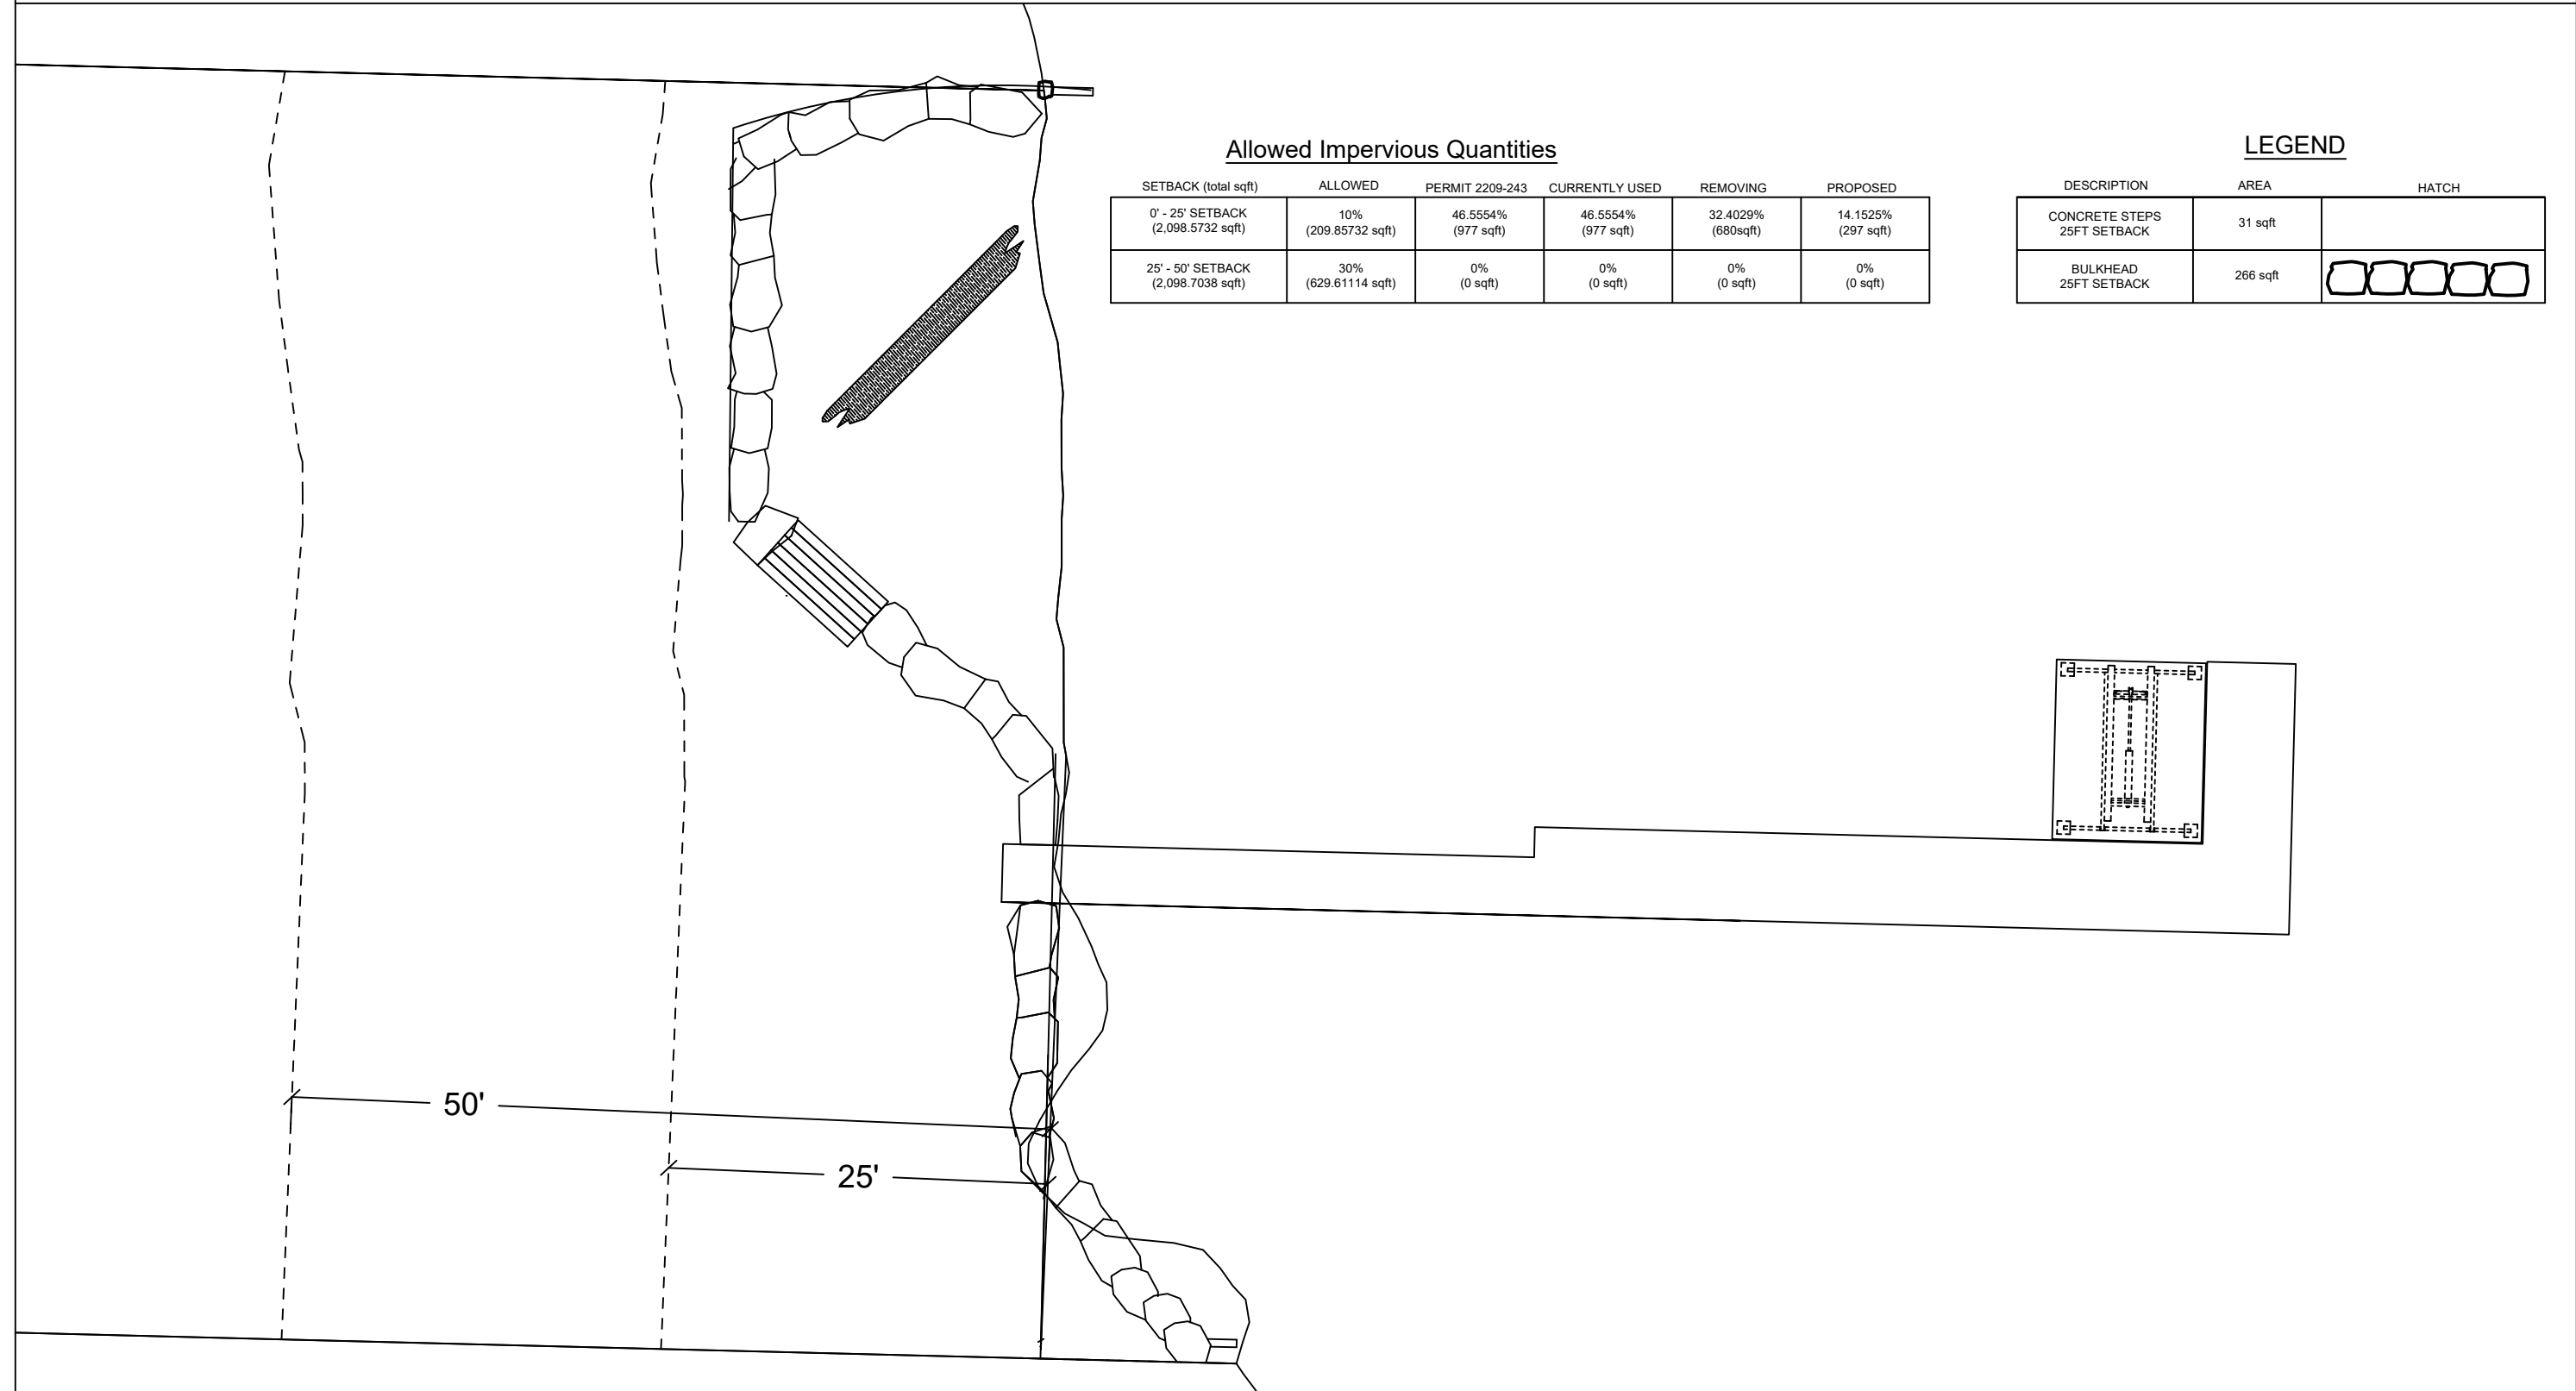 Allowed Impervious Quantities
SETBACK (total sqft) ALLOWED PERMIT 2209-243 CURRENTLY USED REMOVING PROPOSED
0' - 25' SETBACK 10% 46.5554% 46.5554% 32.4029% 14.1525%
(2,098.5732 sqft) (209.85732 sqft) (977 sqft) (977 sqft) (680sqft) (297 sqft)
25' - 50' SETBACK 30% 0% 0% 0% 0%
(2,098.7038 sqft) (629.61114 sqft) (0 sqft) (0 sqft) (0 sqft) (0 sqft)
LEGEND
DESCRIPTION AREA HATCH
CONCRETE STEPS
25FT SETBACK
31 sqft
BULKHEAD
25FT SETBACK
266 sqft
50'
25'